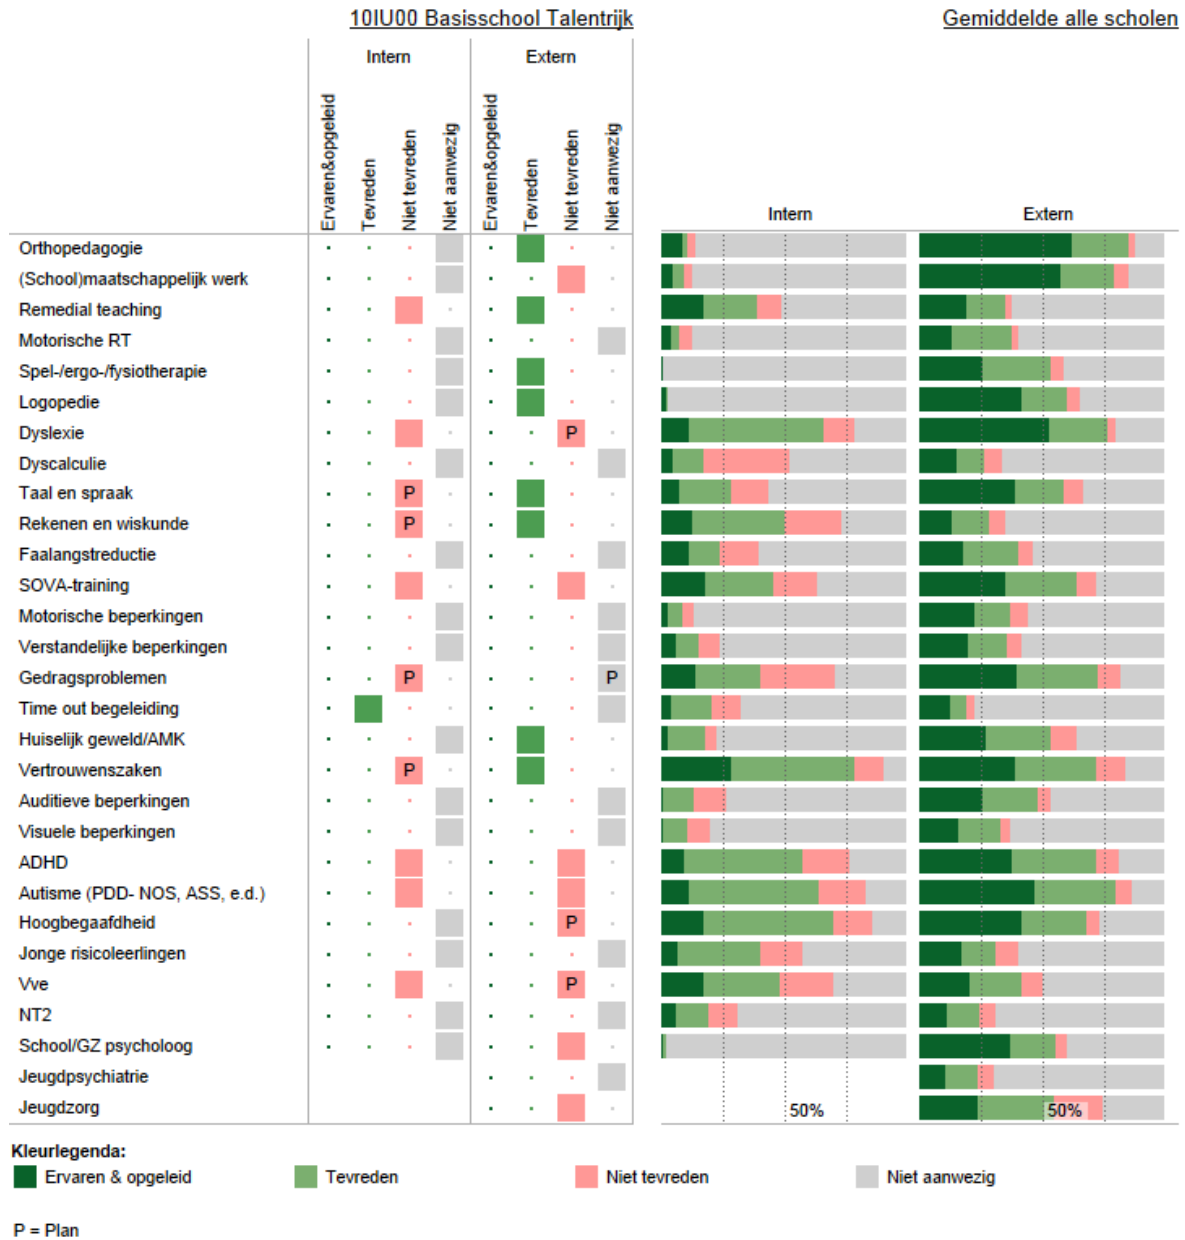 10IU00 Basisschool Talentrijk
Gemiddelde alle scholen
Intern
Extern
Ervaren&opgeleid
Tevreden
Niet tevreden
Niet aanwezig
Ervaren&opgeleid
Tevreden
Niet tevreden
Niet aanwezig
Intern
Extern
Orthopedagogie
(School)maatschappelijk werk
Remedial teaching
Motorische RT
Spel-/ergo-/fysiotherapie
Logopedie
Dyslexie P
Dyscalculie
Taal en spraak P
Rekenen en wiskunde P
Faalangstreductie
SOVA-training
Motorische beperkingen
Verstandelijke beperkingen
Gedragsproblemen P P
Time out begeleiding
Huiselijk geweld/AMK
Vertrouwenszaken P
Auditieve beperkingen
Visuele beperkingen
ADHD
Autisme (PDD- NOS, ASS, e.d.)
Hoogbegaafdheid P
Jonge risicoleerlingen
Vve P
NT2
School/GZ psycholoog
Jeugdpsychiatrie
Jeugdzorg 50% 50%
Kleurlegenda:
Ervaren & opgeleid Tevreden Niet tevreden Niet aanwezig
P = Plan